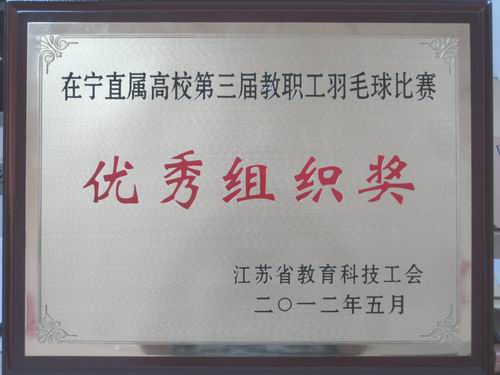 在宁直属高校第三届教职工羽毛球比赛
优秀组织奖
江苏省教育科技工会
二〇一二年五月